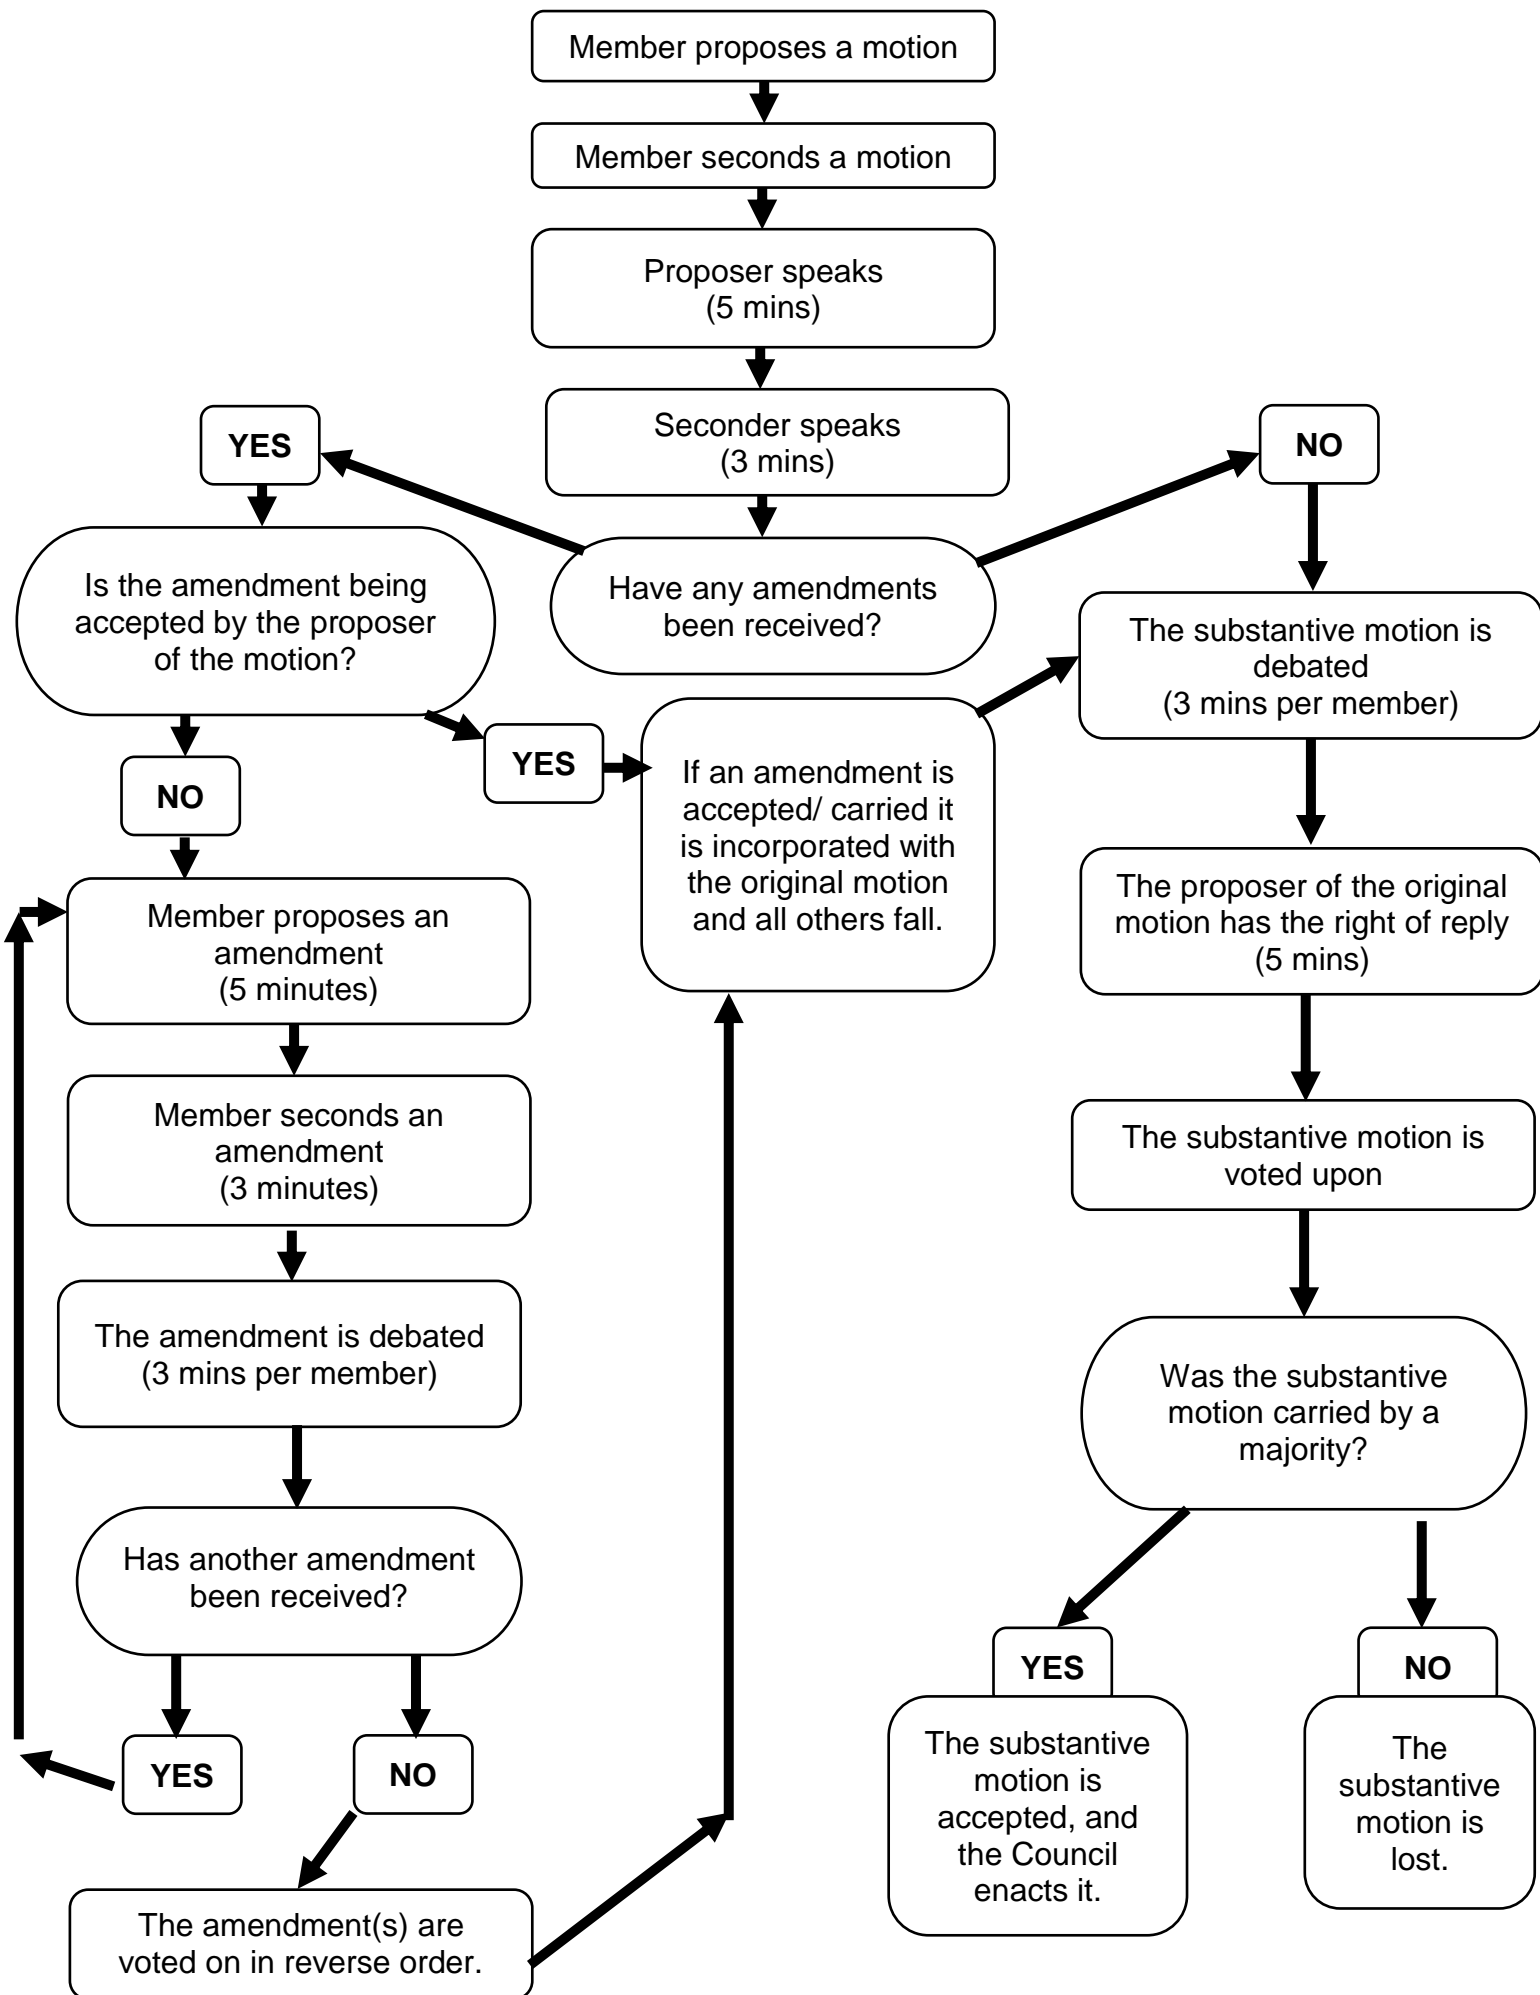 Member proposes a motion
Member seconds a motion
Proposer speaks
(5 mins)
Seconder speaks
(3 mins)
YES
NO
Have any amendments
been received?
Is the amendment being
accepted by the proposer
of the motion?
NO
YES
If an amendment is
accepted/ carried it
is incorporated with
the original motion
and all others fall.
The substantive motion is
debated
(3 mins per member)
The proposer of the original
motion has the right of reply
(5 mins)
Member proposes an
amendment
(5 minutes)
Member seconds an
amendment
(3 minutes)
The amendment is debated
(3 mins per member)
Has another amendment
been received?
YES
NO
The amendment(s) are
voted on in reverse order.
The substantive motion is
voted upon
Was the substantive
motion carried by a
majority?
YES
NO
The substantive
motion is
accepted, and
the Council
enacts it.
The
substantive
motion is
lost.